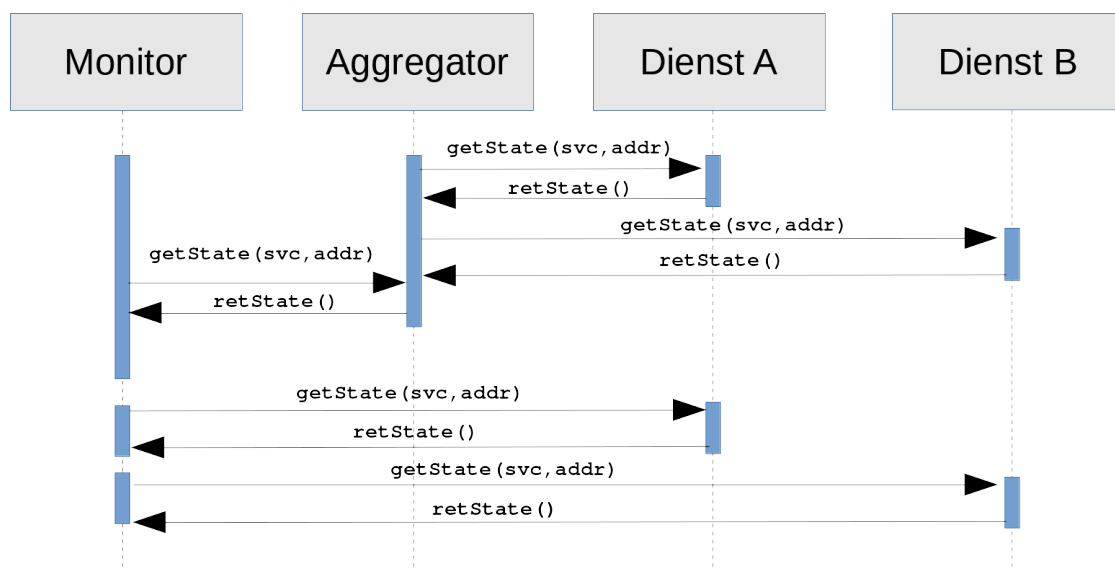 Monitor
Aggregator
Dienst A
Dienst B
getState(svc,addr)
retState()
getState(svc,addr)
getState(svc,addr)
retState()
retState()
getState(svc,addr)
retState()
getState(svc,addr)
retState()